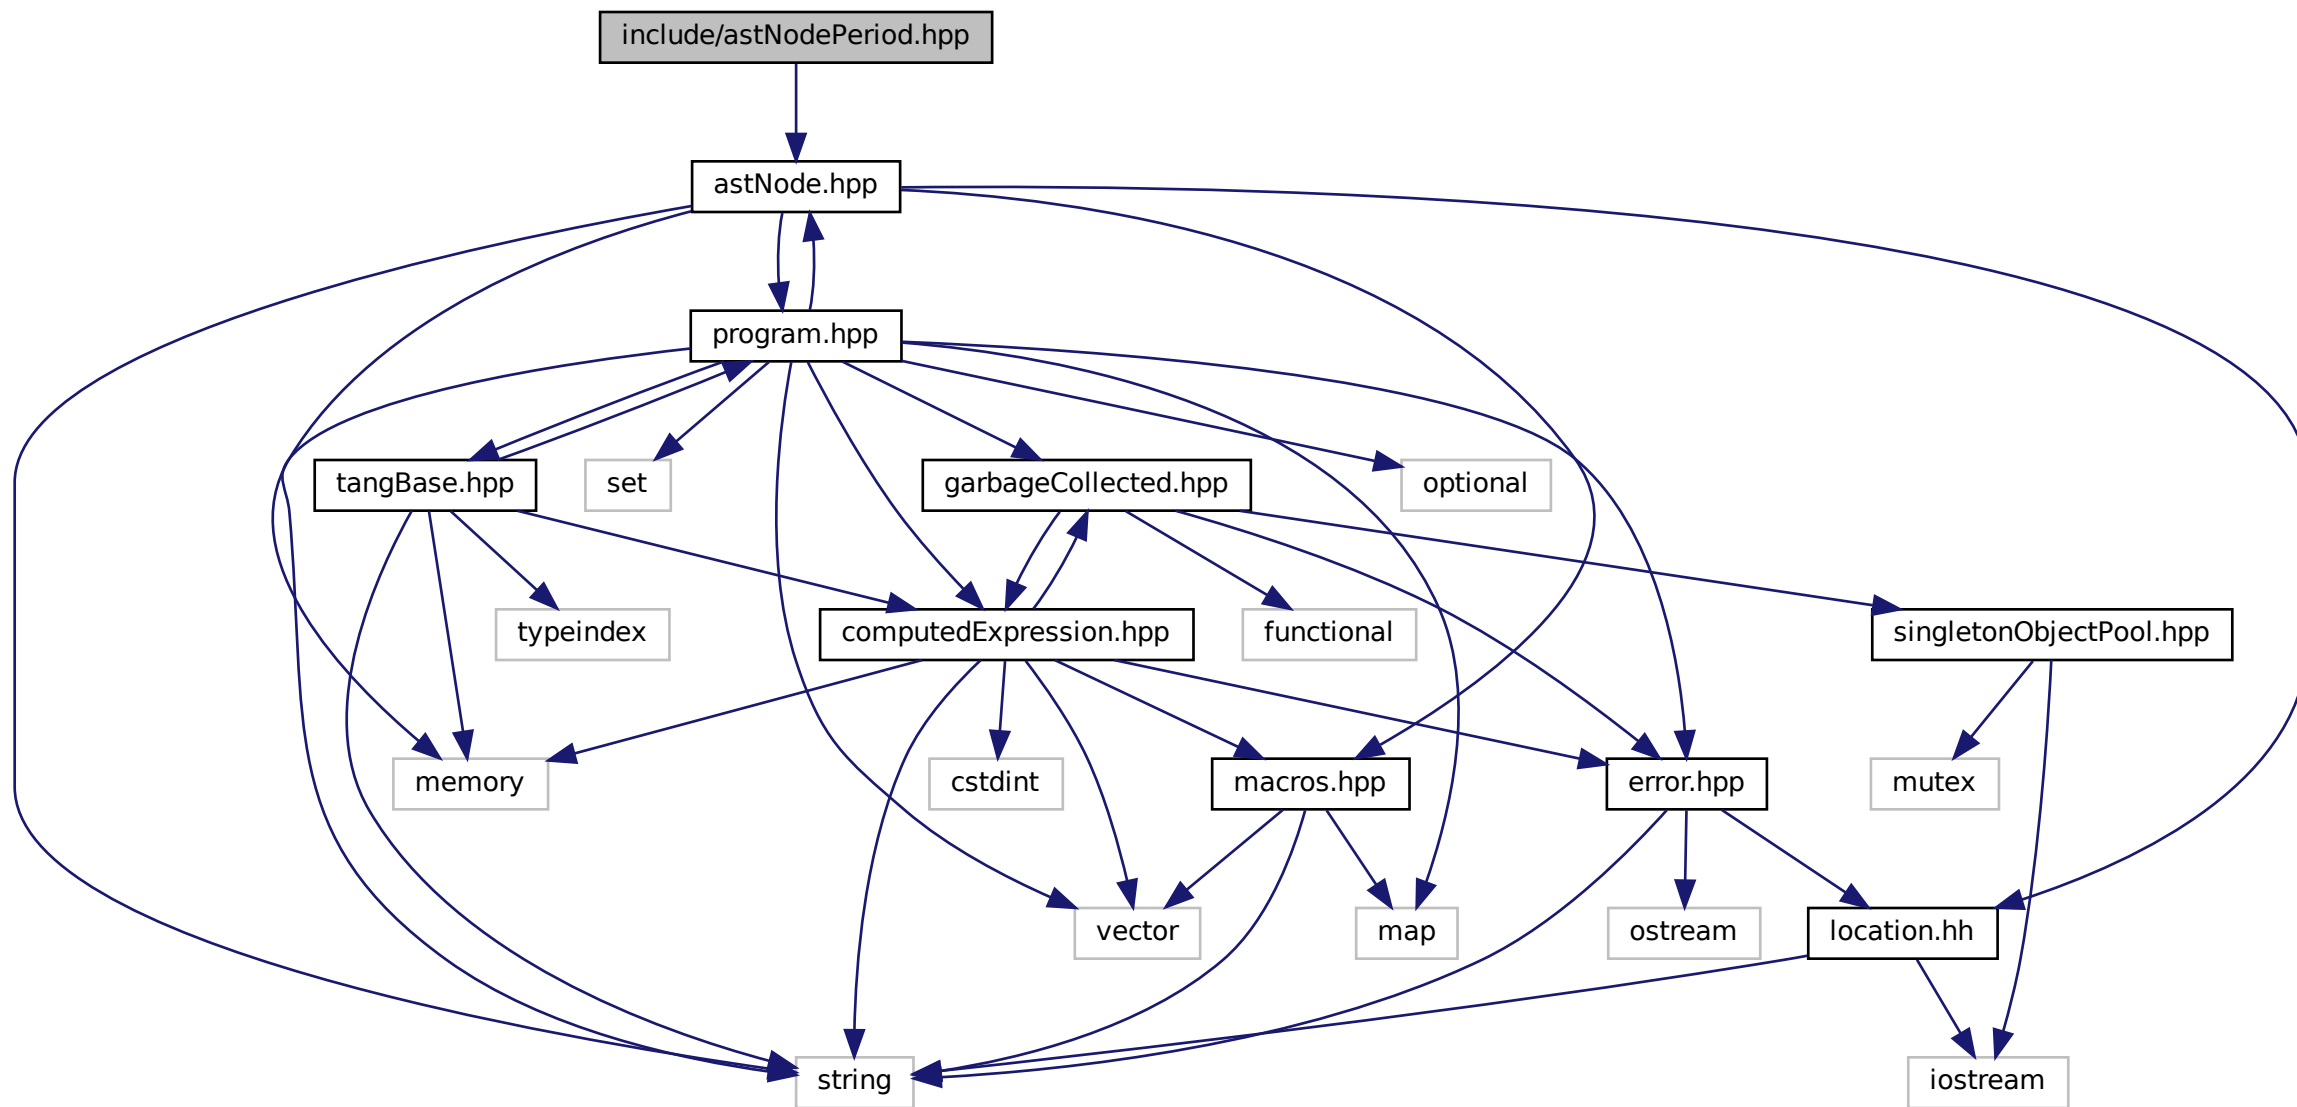 include/astNodePeriod.hpp
astNode.hpp
program.hpp
tangBase.hpp
set
garbageCollected.hpp
optional
typeindex
computedExpression.hpp
functional
singletonObjectPool.hpp
memory
cstdint
macros.hpp
error.hpp
mutex
vector
map
ostream
location.hh
string
iostream